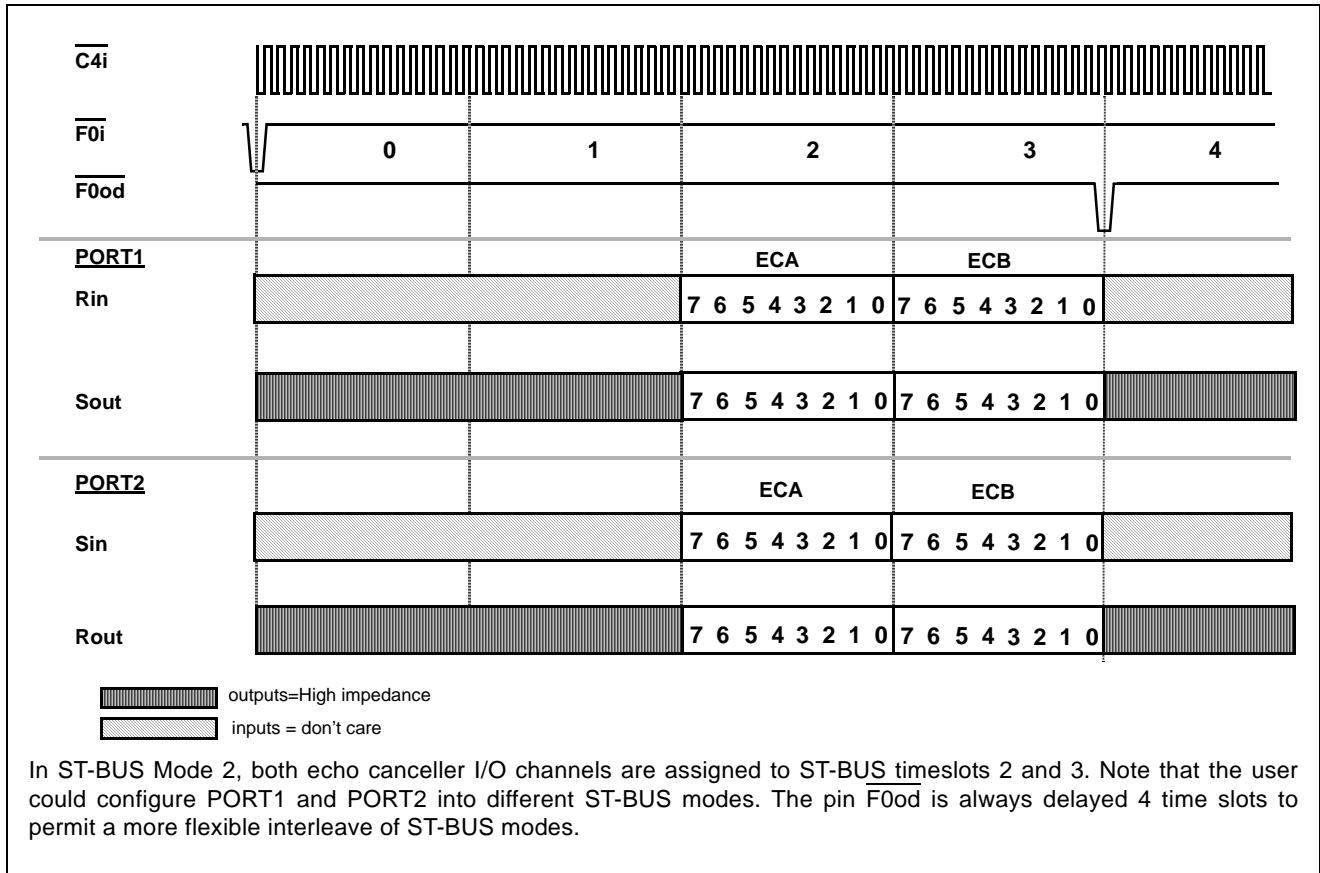 C4i
F0i
0 1 2 3 4
F0od
PORT1
ECA ECB
Rin
7 6 5 4 3 2 1 0 7 6 5 4 3 2 1 0
Sout
7 6 5 4 3 2 1 0 7 6 5 4 3 2 1 0
PORT2
ECA ECB
Sin
7 6 5 4 3 2 1 0 7 6 5 4 3 2 1 0
Rout
7 6 5 4 3 2 1 0 7 6 5 4 3 2 1 0
outputs=High impedance
inputs = don't care
In ST-BUS Mode 2, both echo canceller I/O channels are assigned to ST-BUS timeslots 2 and 3. Note that the user
could configure PORT1 and PORT2 into different ST-BUS modes. The pin F0od is always delayed 4 time slots to
permit a more flexible interleave of ST-BUS modes.